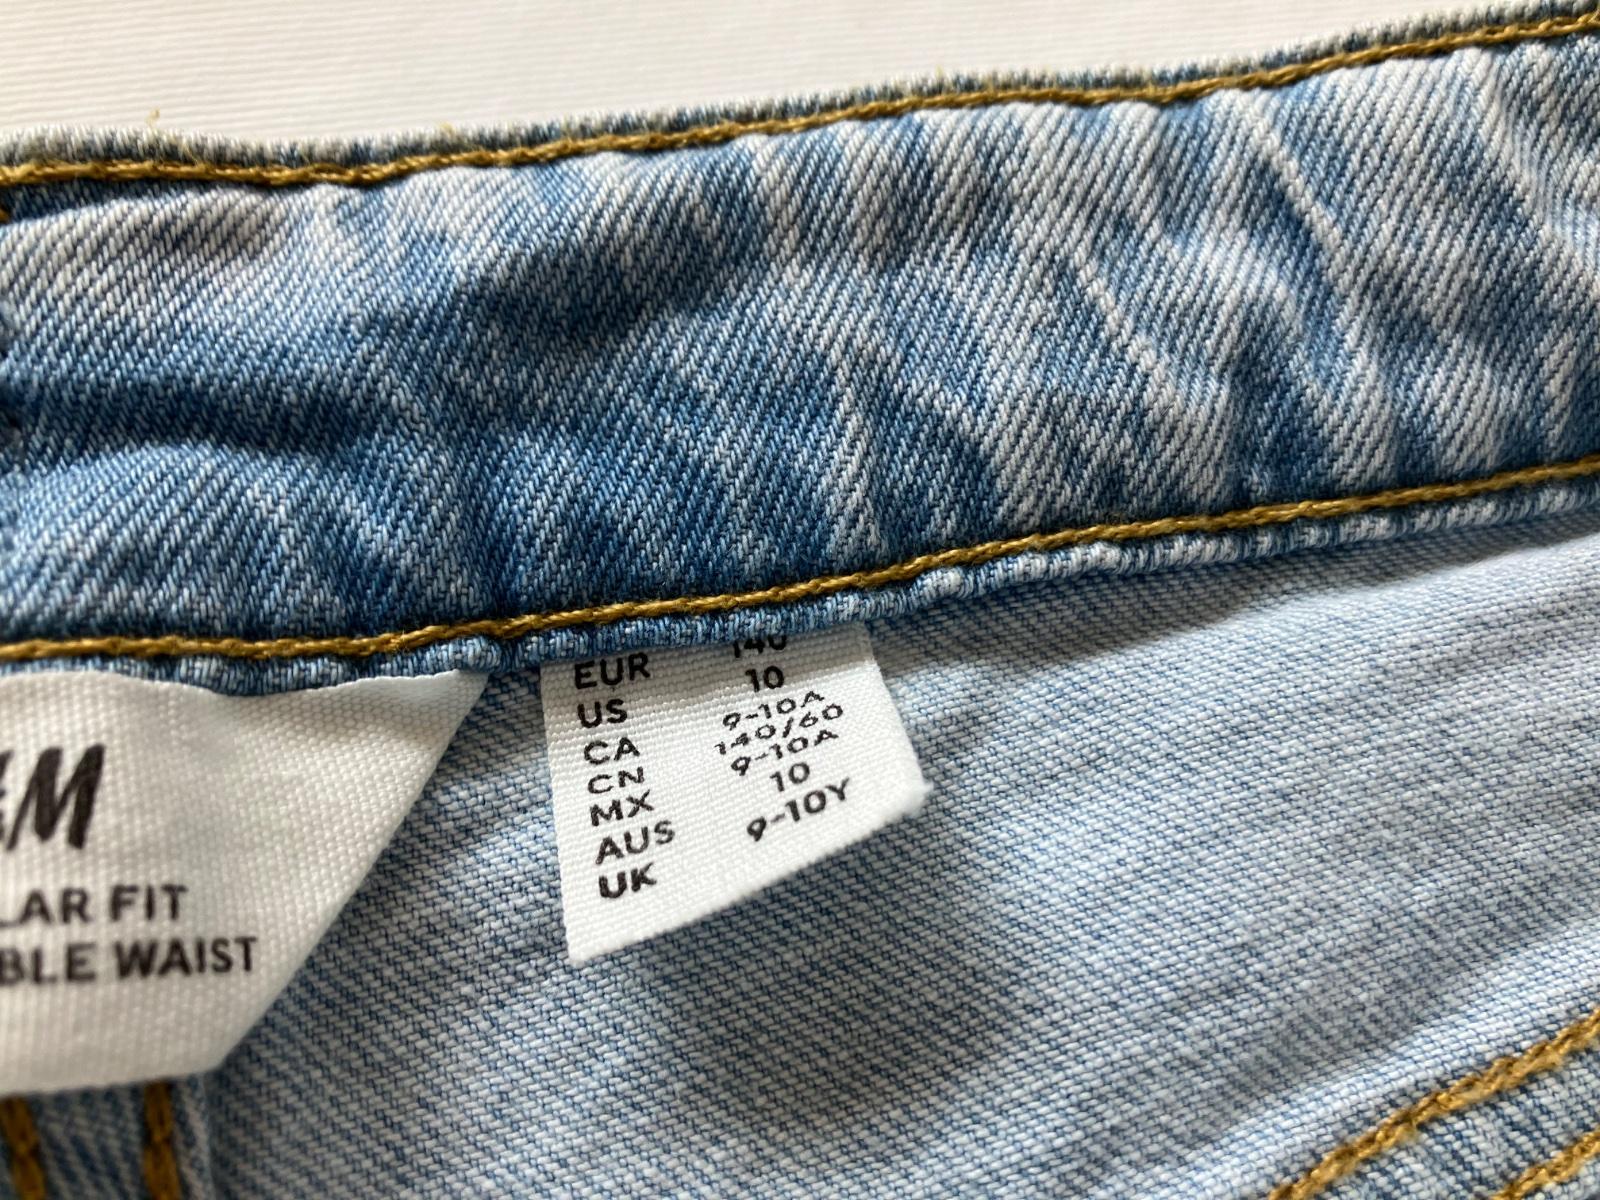 M
LAR FIT
BLE WAIST
EUR 140
US 10
CA 9-10A
CN 140/60
MX 9-10A
AUS 10
UK 9-10Y